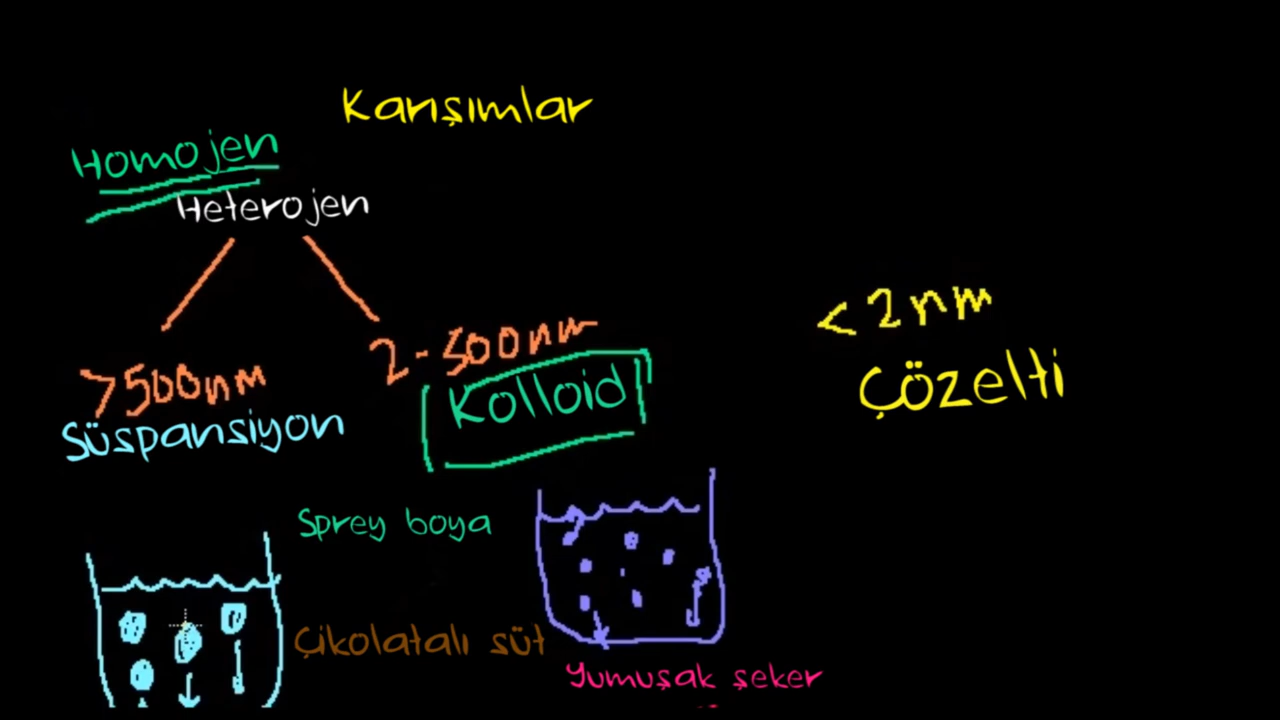 Karışımlar
Homojen
Heterojen
>500nm
Süspansiyon
2-500nm
Kolloid
<2nm
Çözelti
Sprey boya
Çikolatalı süt
Yumuşak şeker